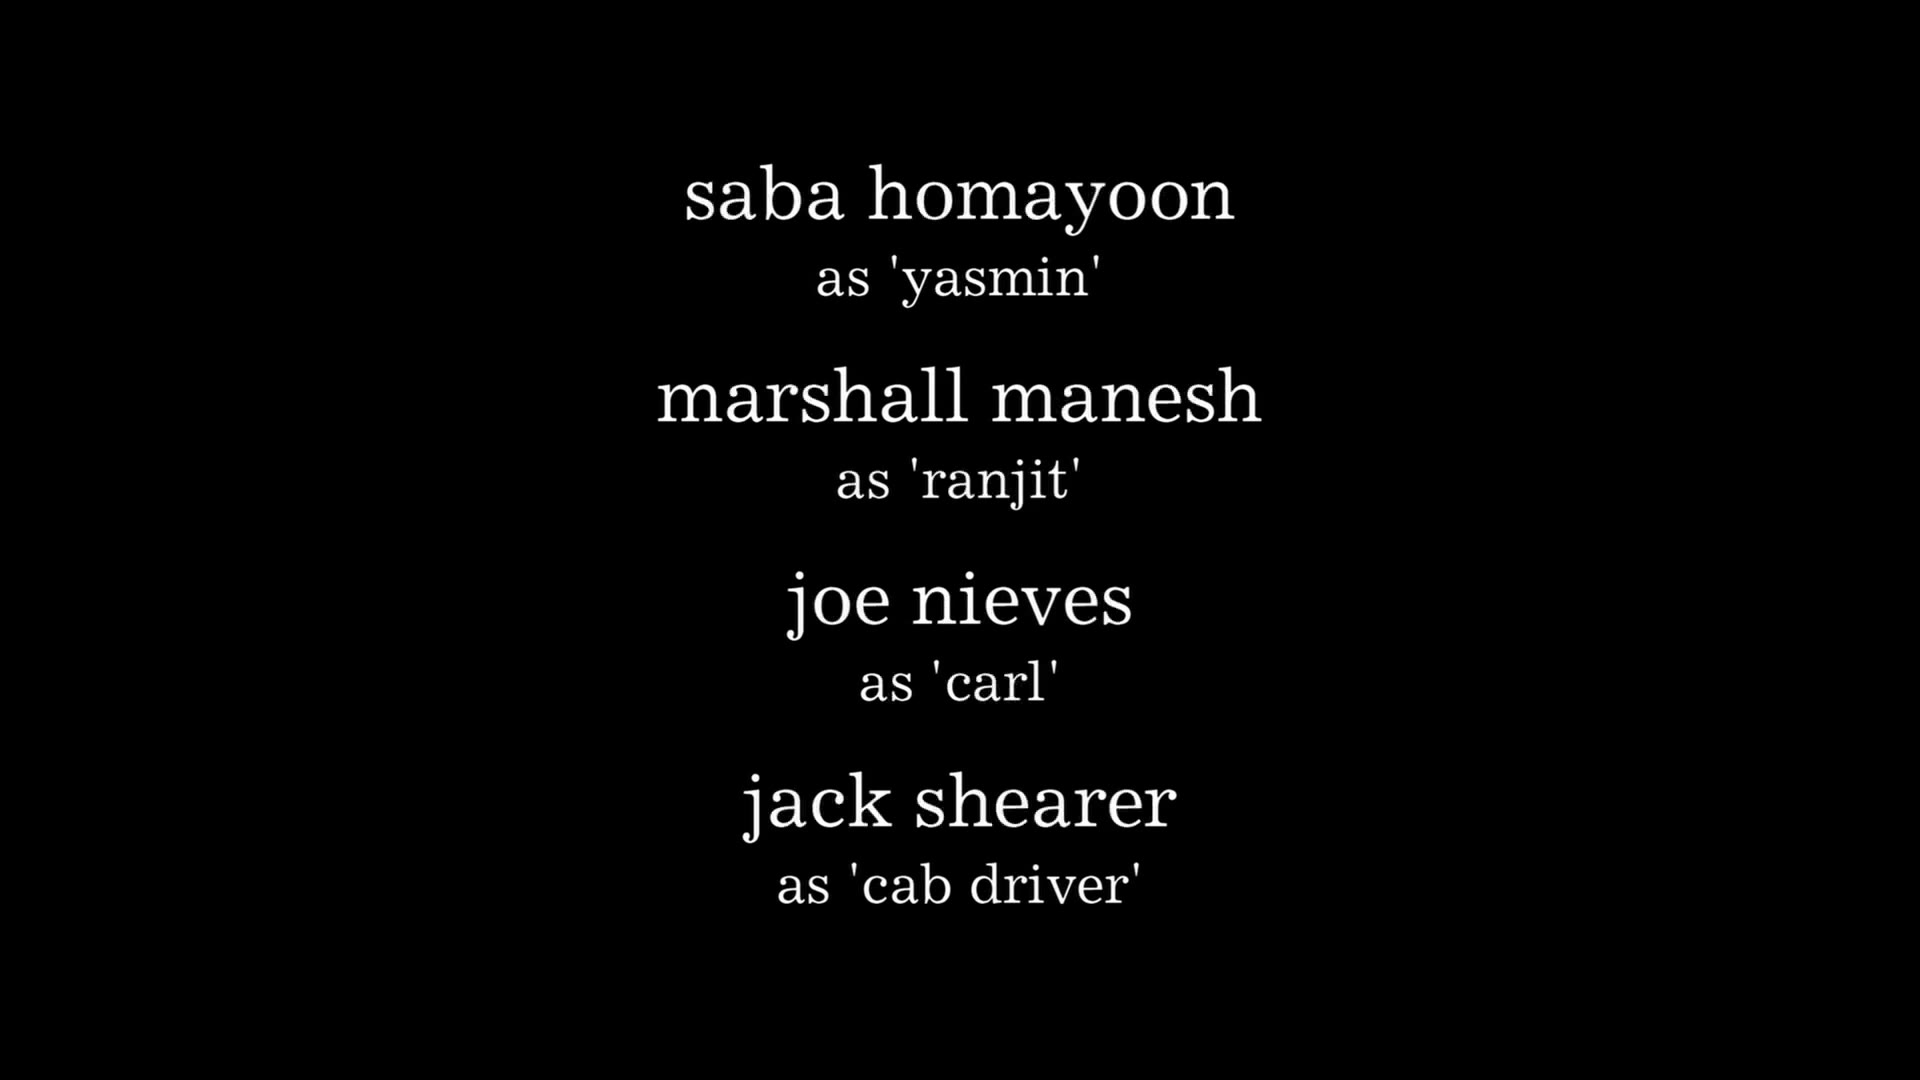 saba homayoon
as 'yasmin'
marshall manesh
as 'ranjit'
joe nieves
as 'carl'
jack shearer
as 'cab driver'